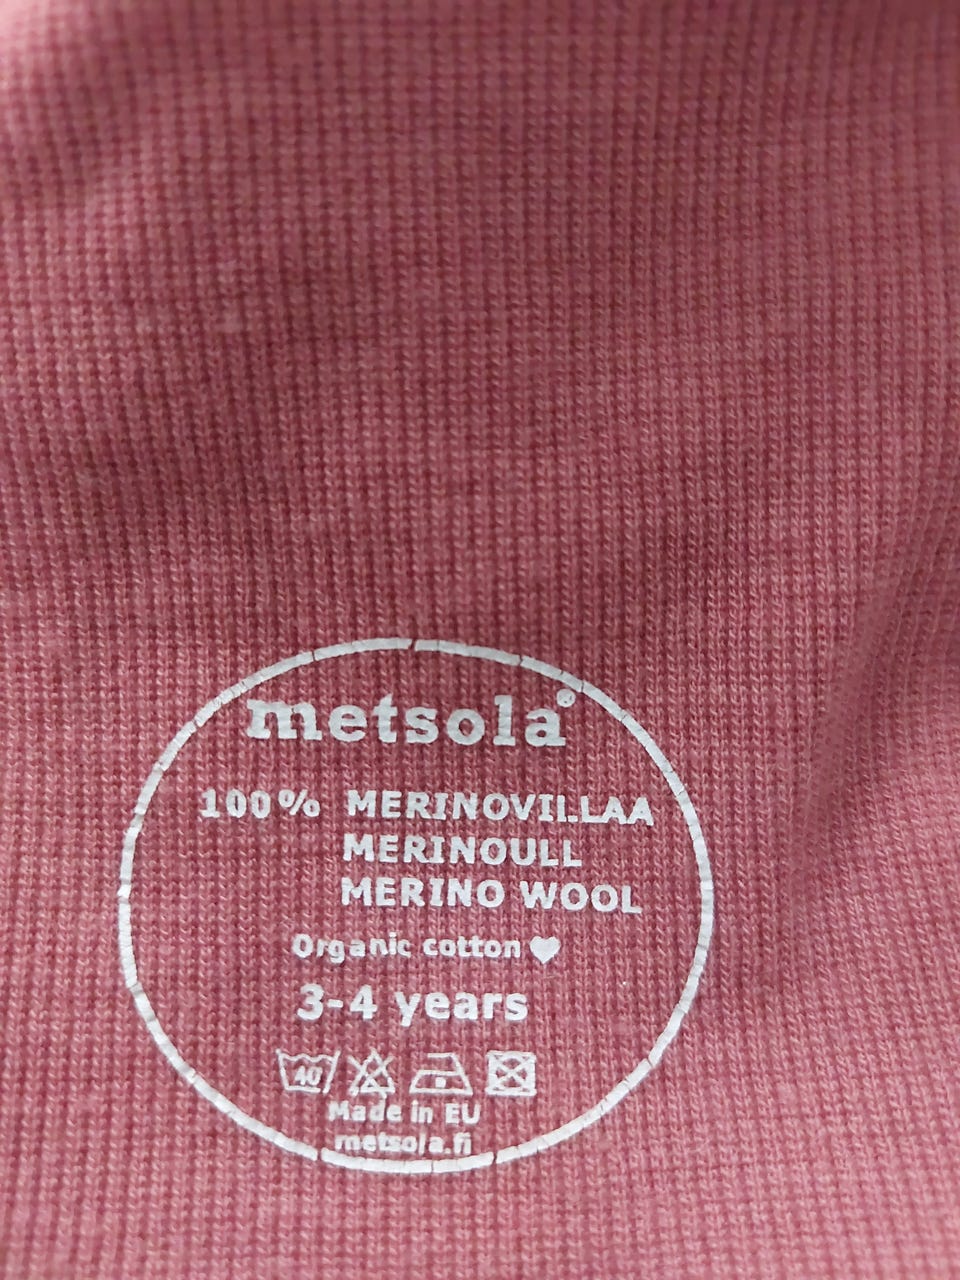 metsola®
100% MERINOVILLAA
MERINOULL
MERINO WOOL
Organic cotton ♥
3-4 years
40
Made in EU
metsola.fi